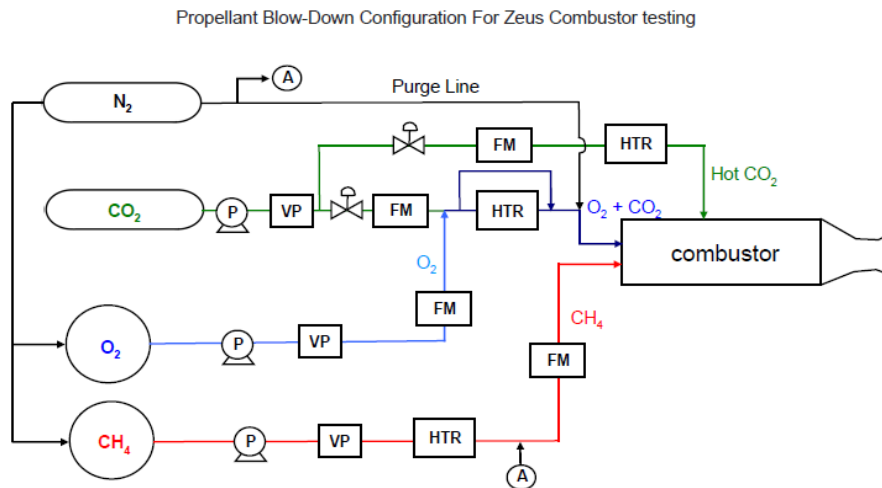 Propellant Blow-Down Configuration For Zeus Combustor testing
A
N2
Purge Line
FM
HTR
Hot CO2
CO2
P
VP
FM
HTR
O2 + CO2
combustor
O2
FM
CH4
O2
P
VP
FM
CH4
P
VP
HTR
A